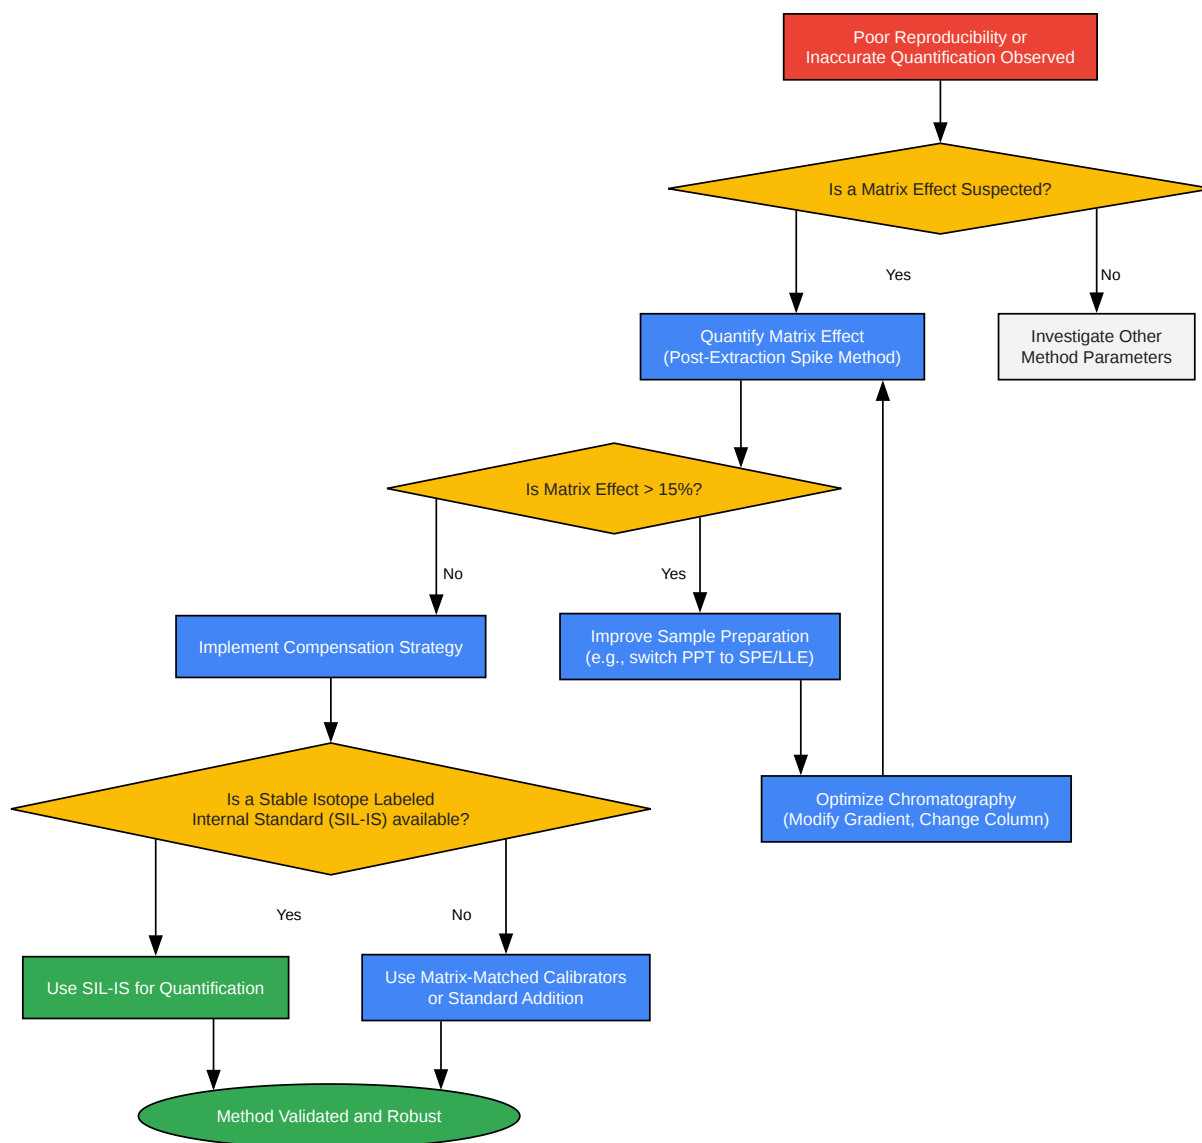 Poor Reproducibility or
Inaccurate Quantification Observed
Is a Matrix Effect Suspected?
Yes
No
Quantify Matrix Effect
(Post-Extraction Spike Method)
Investigate Other
Method Parameters
Is Matrix Effect > 15%?
No
Yes
Implement Compensation Strategy
Improve Sample Preparation
(e.g., switch PPT to SPE/LLE)
Is a Stable Isotope Labeled
Internal Standard (SIL-IS) available?
Optimize Chromatography
(Modify Gradient, Change Column)
Yes
No
Use SIL-IS for Quantification
Use Matrix-Matched Calibrators
or Standard Addition
Method Validated and Robust